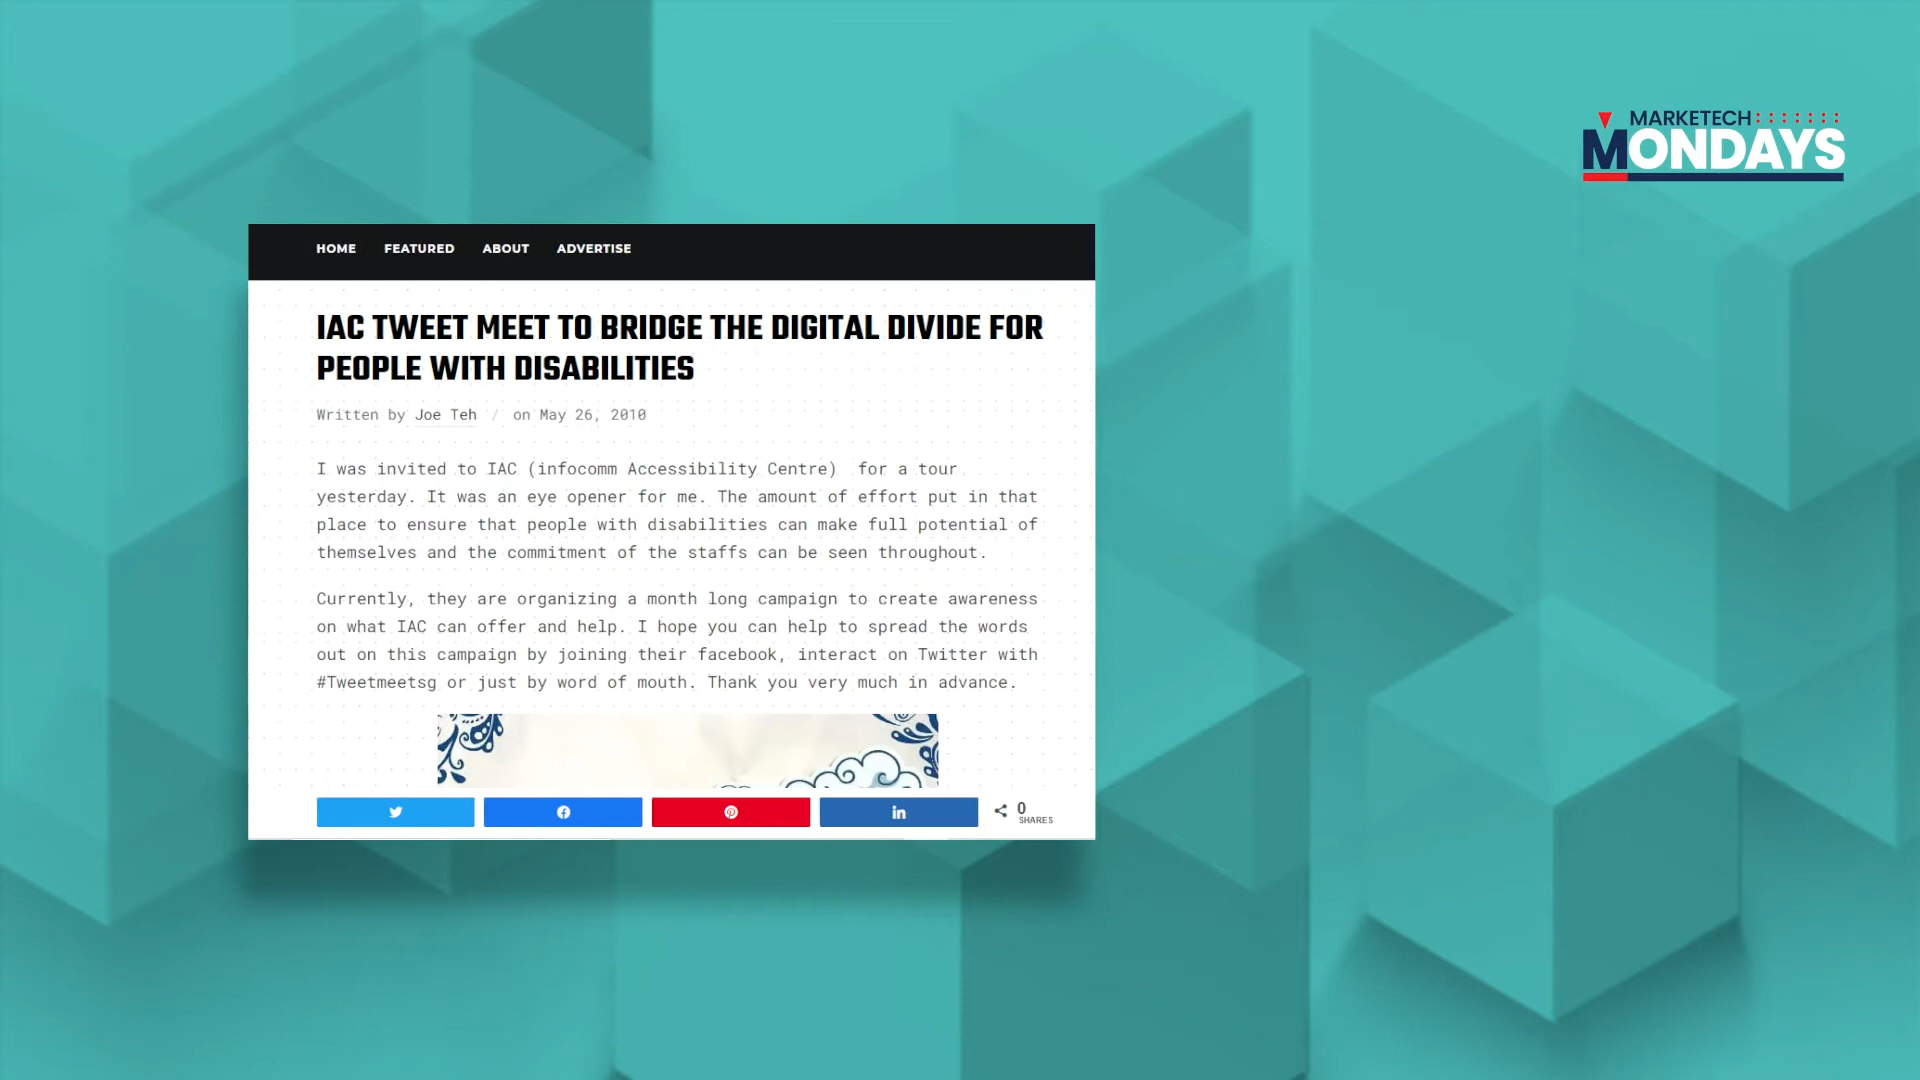 MARKETECH
MONDAYS
HOME FEATURED ABOUT ADVERTISE
IAC TWEET MEET TO BRIDGE THE DIGITAL DIVIDE FOR
PEOPLE WITH DISABILITIES
Written by Joe Teh / on May 26, 2010
I was invited to IAC (infocomm Accessibility Centre) for a tour
yesterday. It was an eye opener for me. The amount of effort put in that
place to ensure that people with disabilities can make full potential of
themselves and the commitment of the staffs can be seen throughout.
Currently, they are organizing a month long campaign to create awareness
on what IAC can offer and help. I hope you can help to spread the words
out on this campaign by joining their facebook, interact on Twitter with
#Tweetmeetsg or just by word of mouth. Thank you very much in advance.
0
SHARES